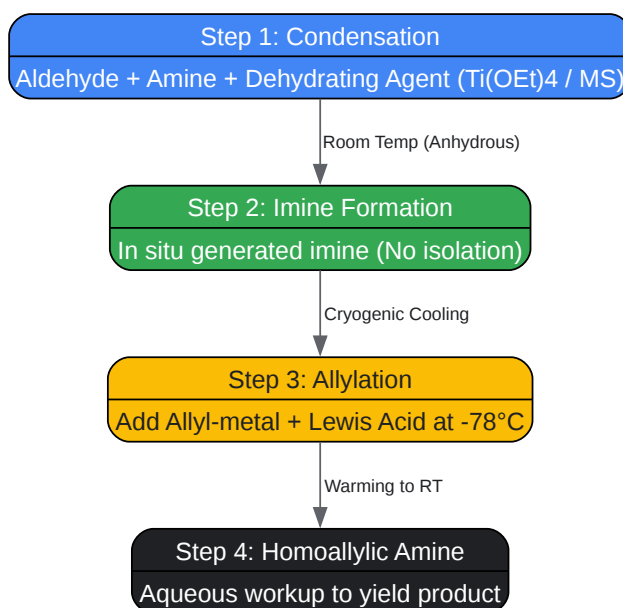 Step 1: Condensation
Aldehyde + Amine + Dehydrating Agent (Ti(OEt)4 / MS)
Room Temp (Anhydrous)
Step 2: Imine Formation
In situ generated imine (No isolation)
Cryogenic Cooling
Step 3: Allylation
Add Allyl-metal + Lewis Acid at -78°C
Warming to RT
Step 4: Homoallylic Amine
Aqueous workup to yield product